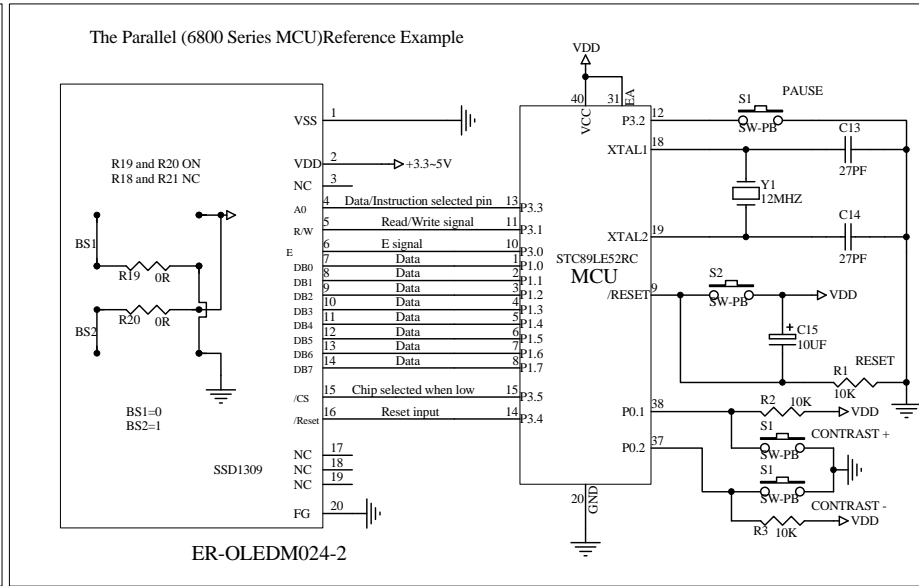 The Parallel (6800 Series MCU)Reference Example
R19 and R20 ON
R18 and R21 NC
BS1
R19
0R
BS2
R20
0R
BS1=0
BS2=1
SSD1309
ER-OLEDM024-2
VSS 1
VDD 2
+3.3~5V
NC 3
A0 4 Data/Instruction selected pin 13 P3.3
R/W 5 Read/Write signal 11 P3.1
E 6 E signal 10 P3.0
DB0 7 Data 1 P1.0
DB1 8 Data 2 P1.1
DB2 9 Data 3 P1.2
DB3 10 Data 4 P1.3
DB4 11 Data 5 P1.4
DB5 12 Data 6 P1.5
DB6 13 Data 7 P1.6
DB7 14 Data 8 P1.7
/CS 15 Chip selected when low 15 P3.5
/Reset 16 Reset input 14 P3.4
NC 17
NC 18
NC 19
FG 20
VDD
40
31
VCC
EA
STC89LE52RC
MCU
P3.2 12
XTAL1 18
XTAL2 19
/RESET 9
P0.1 38
P0.2 37
20
GND
S1
PAUSE
SW-PB
C13
27PF
Y1
12MHZ
C14
27PF
S2
SW-PB
VDD
C15
10UF
RESET
R1
10K
R2 10K
VDD
S1
CONTRAST +
SW-PB
S1
SW-PB
CONTRAST -
R3 10K
VDD